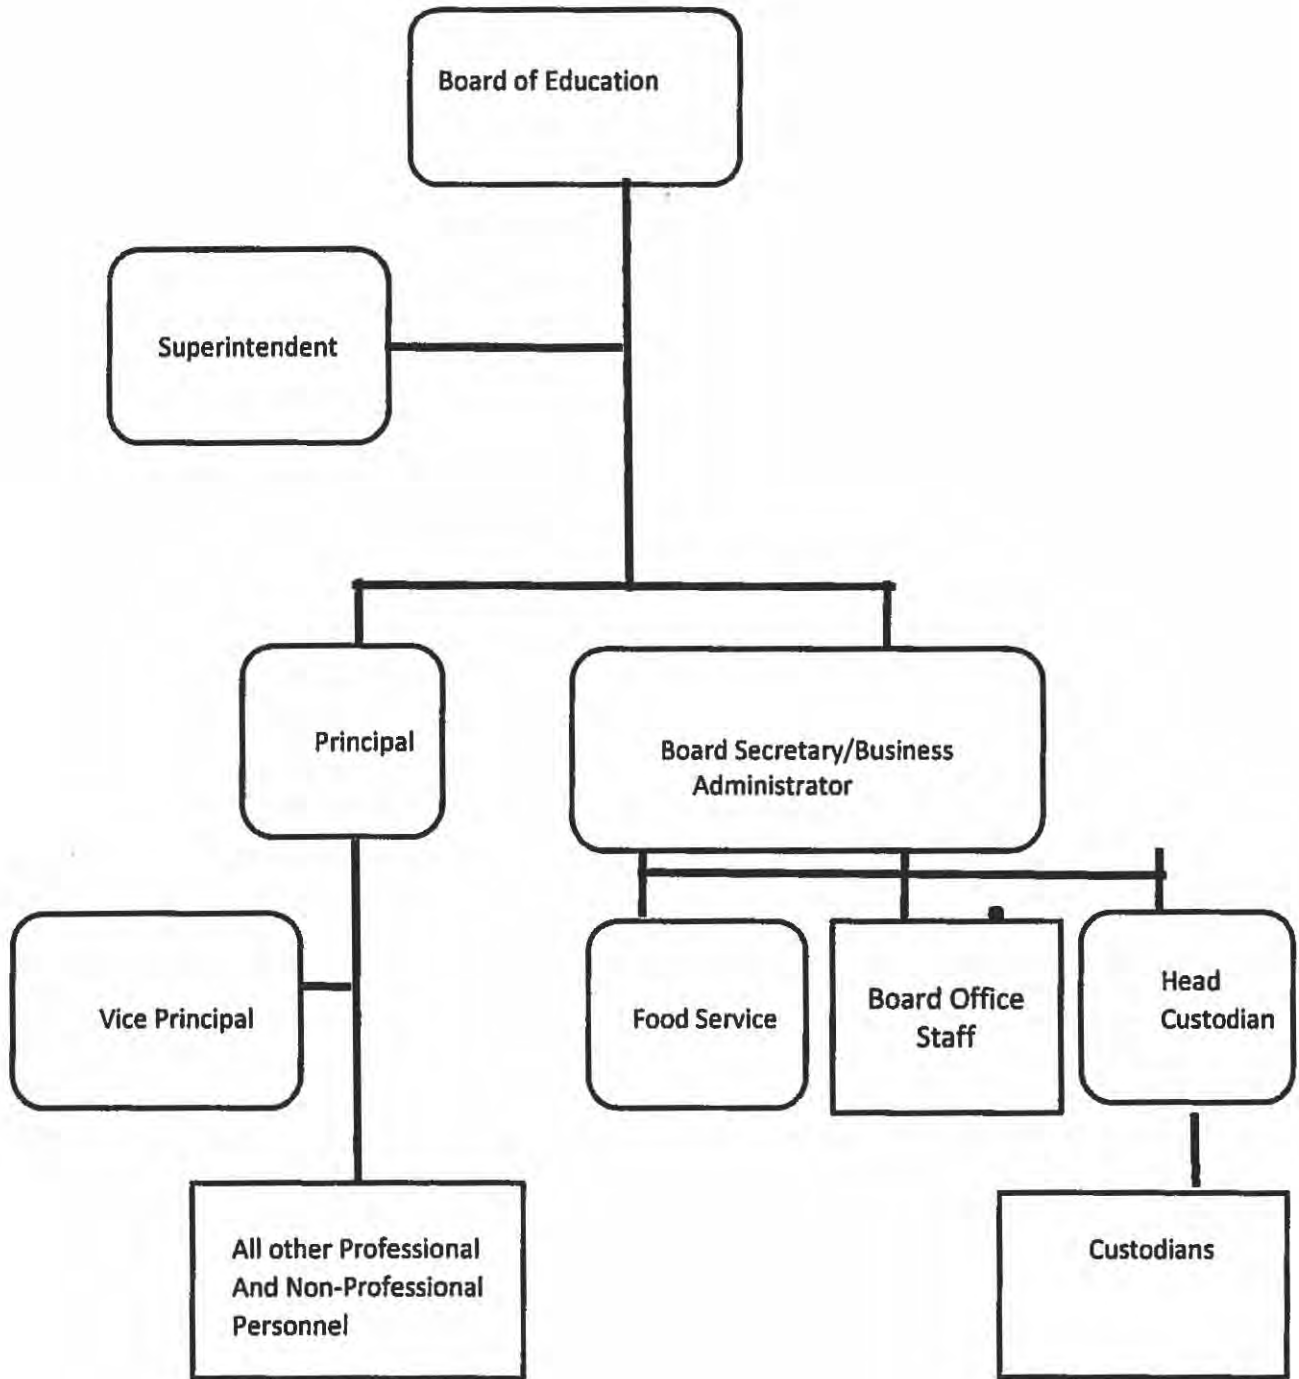 Board of Education
Superintendent
Principal
Board Secretary/Business
Administrator
Vice Principal
Food Service
Board Office
Staff
Head
Custodian
All other Professional
And Non-Professional
Personnel
Custodians